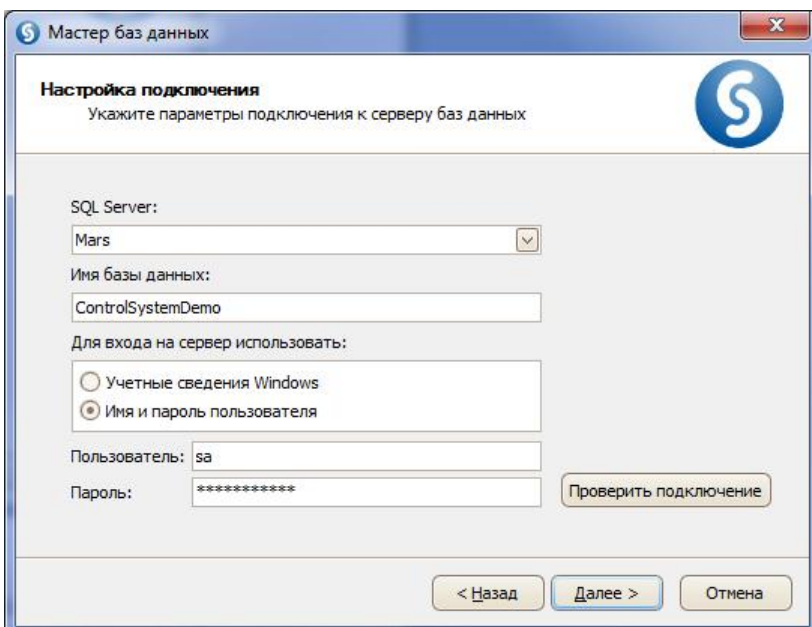 Мастер баз данных
Настройка подключения
Укажите параметры подключения к серверу баз данных
SQL Server:
Mars
Имя базы данных:
ControlSystemDemo
Для входа на сервер использовать:
Учетные сведения Windows
Имя и пароль пользователя
Пользователь: sa
Пароль: ***********
Проверить подключение
< Назад Далее > Отмена